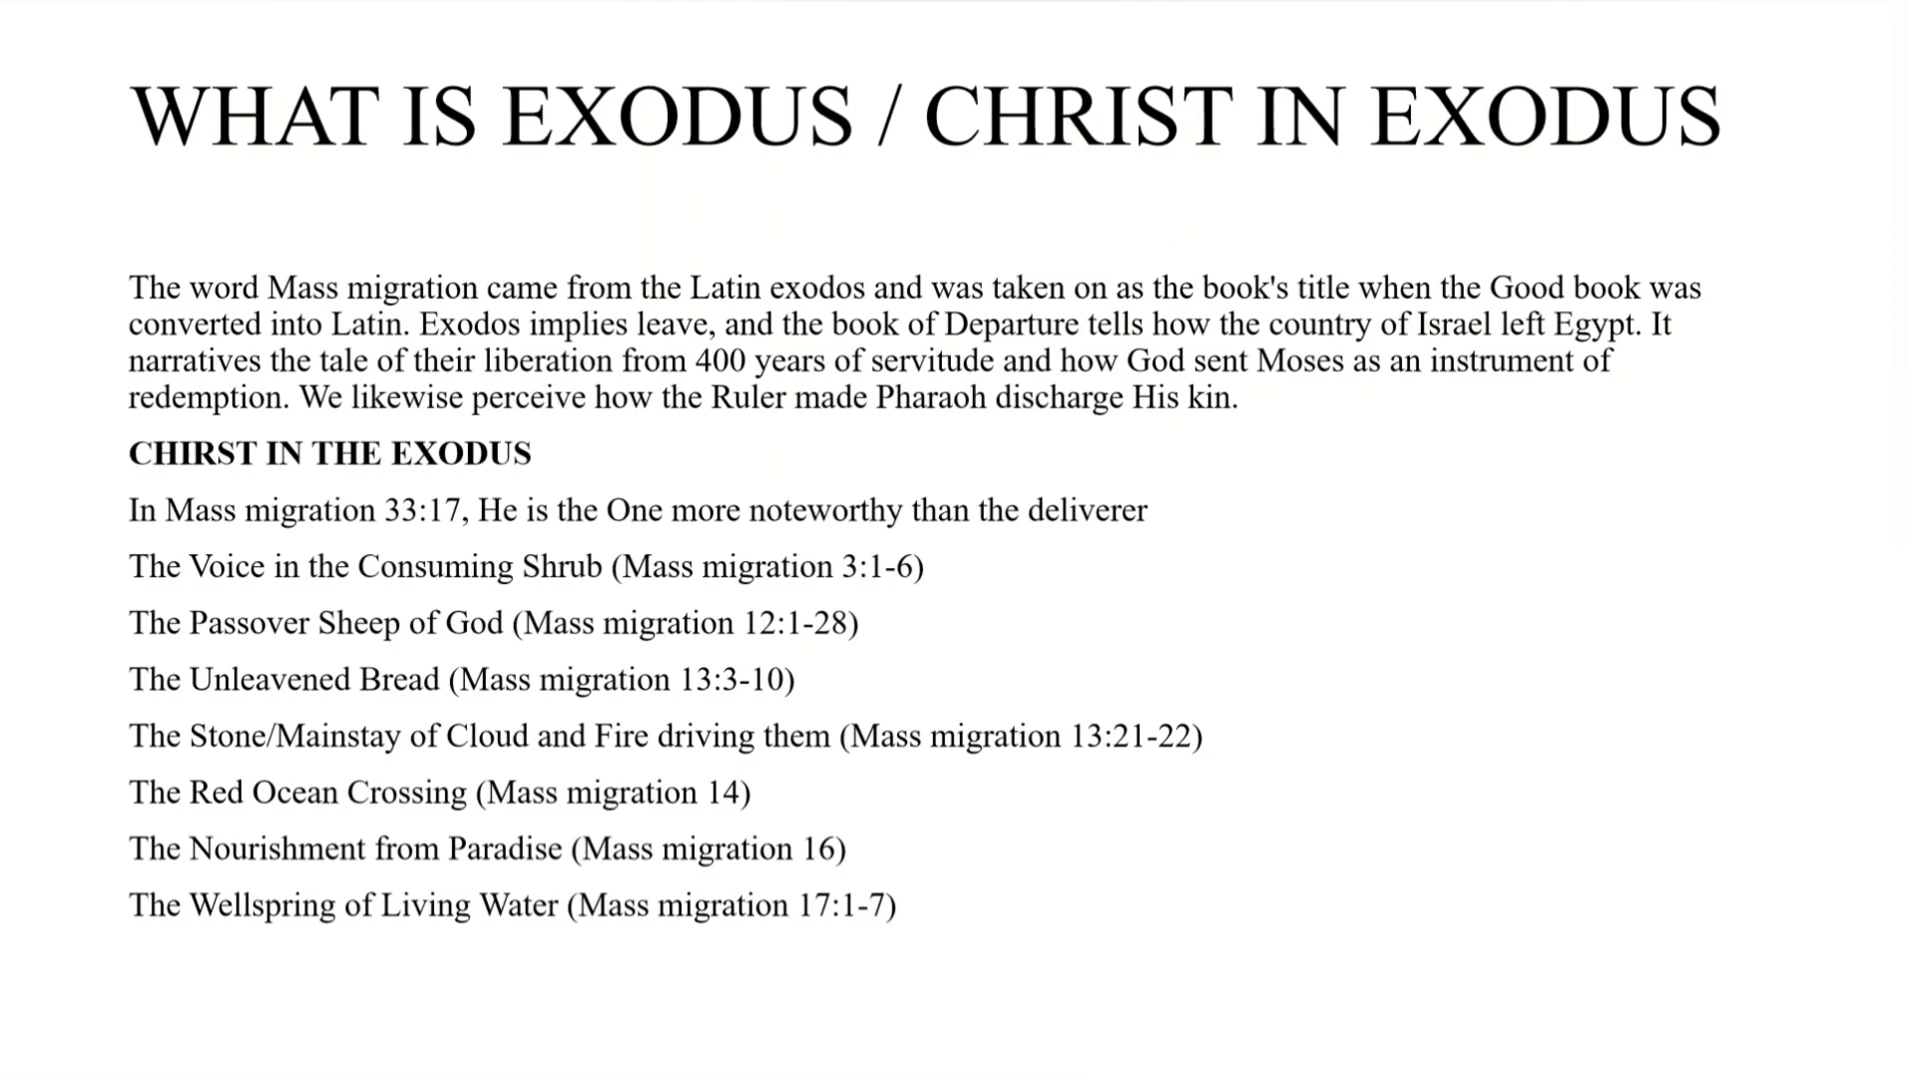 WHAT IS EXODUS / CHRIST IN EXODUS
The word Mass migration came from the Latin exodos and was taken on as the book's title when the Good book was
converted into Latin. Exodos implies leave, and the book of Departure tells how the country of Israel left Egypt. It
narratives the tale of their liberation from 400 years of servitude and how God sent Moses as an instrument of
redemption. We likewise perceive how the Ruler made Pharaoh discharge His kin.
CHIRST IN THE EXODUS
In Mass migration 33:17, He is the One more noteworthy than the deliverer
The Voice in the Consuming Shrub (Mass migration 3:1-6)
The Passover Sheep of God (Mass migration 12:1-28)
The Unleavened Bread (Mass migration 13:3-10)
The Stone/Mainstay of Cloud and Fire driving them (Mass migration 13:21-22)
The Red Ocean Crossing (Mass migration 14)
The Nourishment from Paradise (Mass migration 16)
The Wellspring of Living Water (Mass migration 17:1-7)